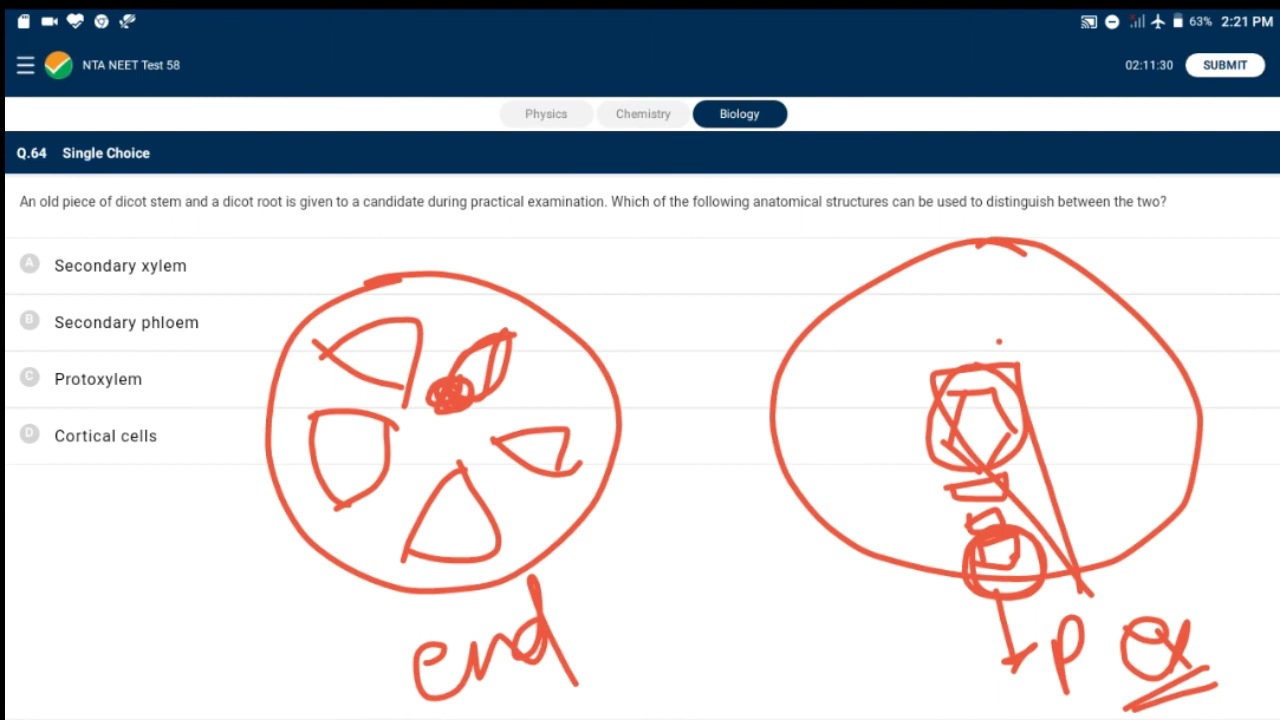 63% 2:21 PM
NTA NEET Test 58
02:11:30 SUBMIT
Physics Chemistry Biology
Q.64 Single Choice
An old piece of dicot stem and a dicot root is given to a candidate during practical examination. Which of the following anatomical structures can be used to distinguish between the two?
A Secondary xylem
B Secondary phloem
C Protoxylem
D Cortical cells
end
P